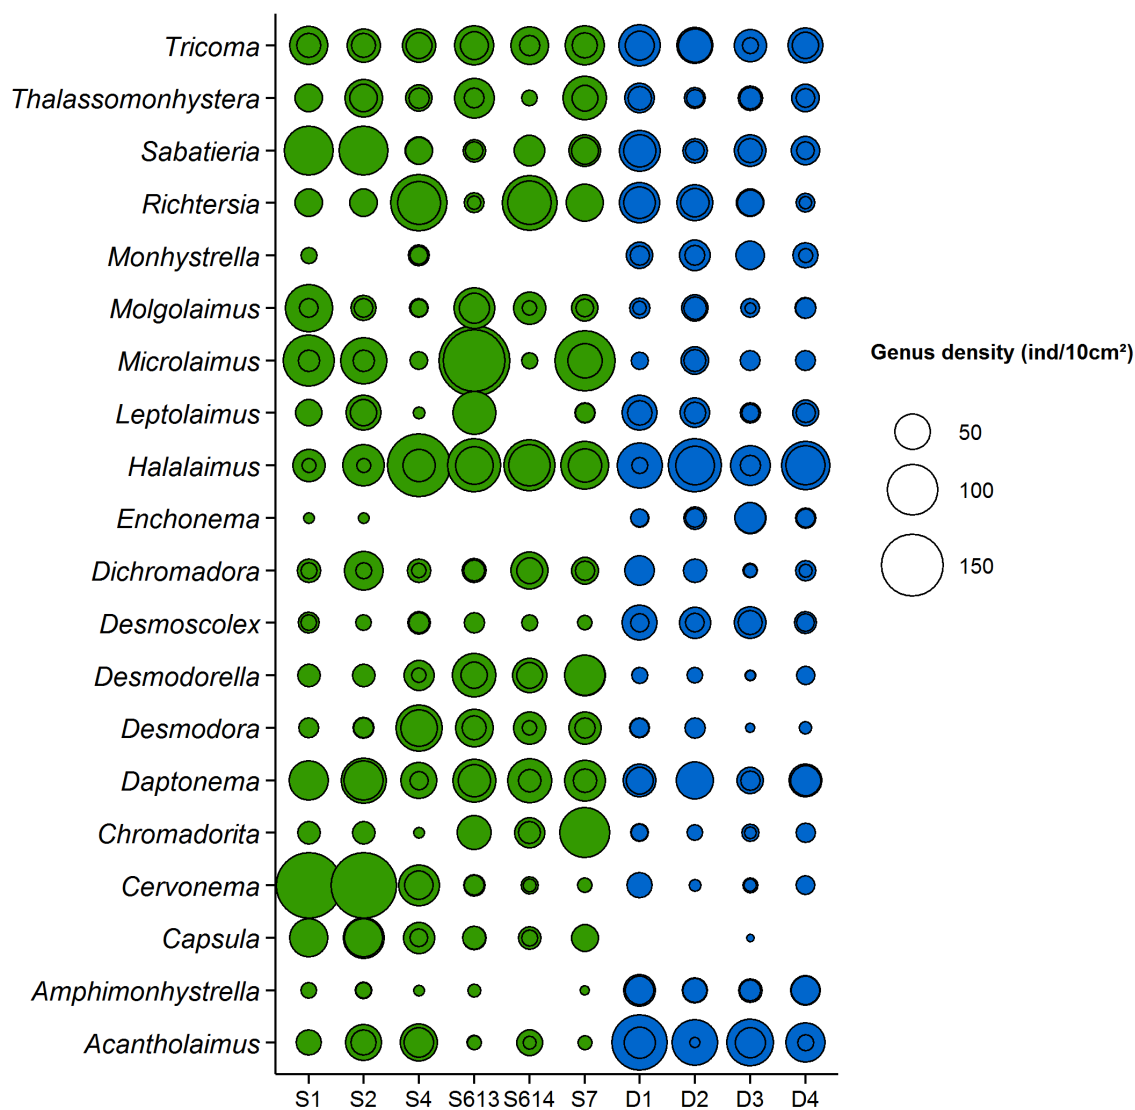 Tricoma
Thalassomonhystera
Sabatieria
Richtersia
Monhystrella
Molgolaimus
Microlaimus
Leptolaimus
Halalaimus
Enchonema
Dichromadora
Desmoscolex
Desmodorella
Desmodora
Daptonema
Chromadorita
Cervonema
Capsula
Amphimonhystrella
Acantholaimus
S1 S2 S4 S613 S614 S7 D1 D2 D3 D4
Genus density (ind/10cm²)
50
100
150